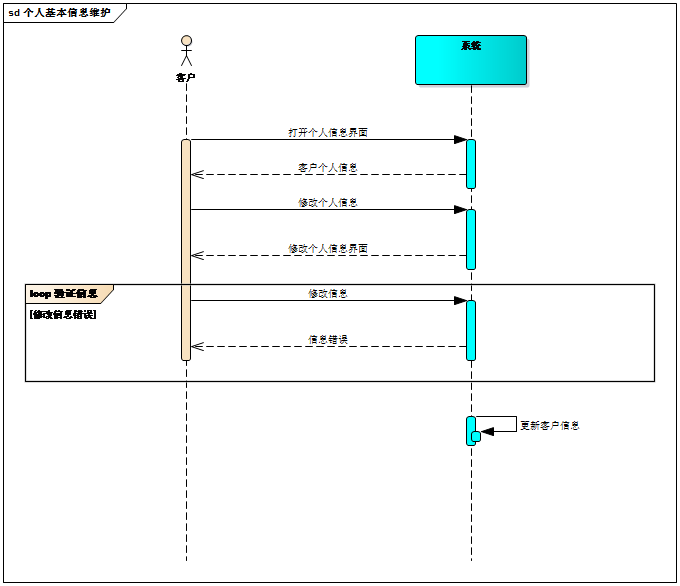 sd 个人基本信息维护
客户
系统
打开个人信息界面
客户个人信息
修改个人信息
修改个人信息界面
loop 验证信息
[修改信息错误]
修改信息
信息错误
更新客户信息